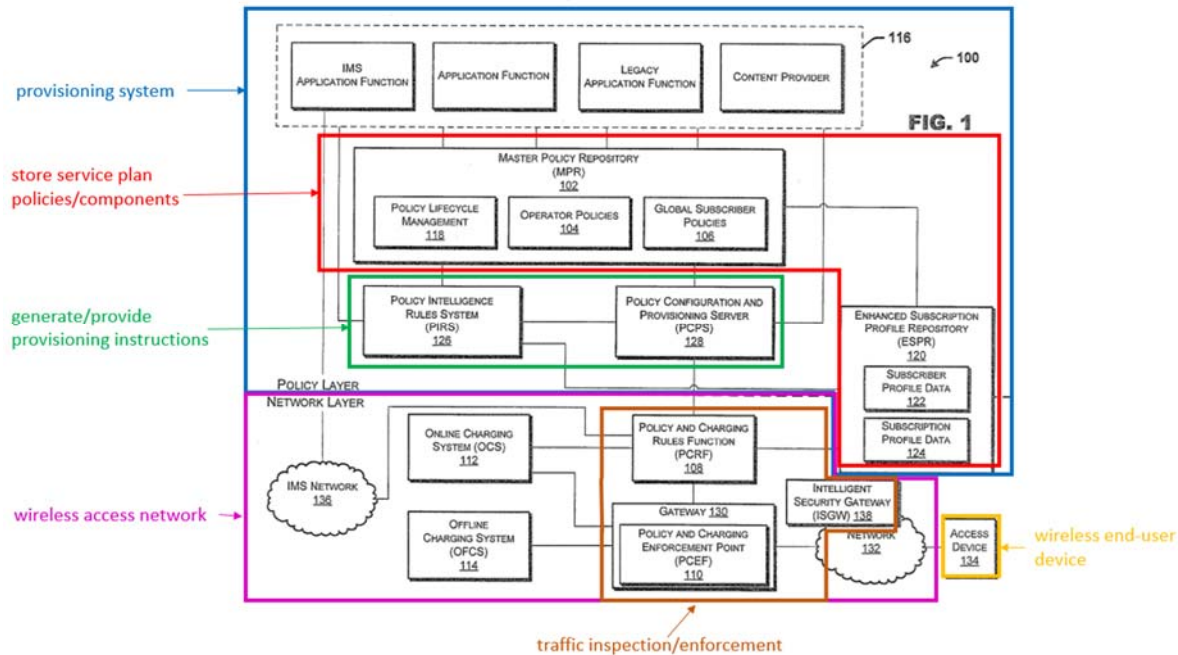 116
100
IMS
APPLICATION FUNCTION
APPLICATION FUNCTION
LEGACY
APPLICATION FUNCTION
CONTENT PROVIDER
provisioning system
FIG. 1
MASTER POLICY REPOSITORY
(MPR)
102
store service plan
policies/components
POLICY LIFECYCLE
MANAGEMENT
118
OPERATOR POLICIES
104
GLOBAL SUBSCRIBER
POLICIES
106
generate/provide
provisioning instructions
POLICY INTELLIGENCE
RULES SYSTEM
(PIRS)
126
POLICY CONFIGURATION AND
PROVISIONING SERVER
(PCPS)
128
ENHANCED SUBSCRIPTION
PROFILE REPOSITORY
(ESPR)
120
SUBSCRIBER
PROFILE DATA
122
SUBSCRIPTION
PROFILE DATA
124
POLICY LAYER
NETWORK LAYER
ONLINE CHARGING
SYSTEM (OCS)
112
POLICY AND CHARGING
RULES FUNCTION
(PCRF)
108
IMS NETWORK
136
wireless access network
OFFLINE
CHARGING SYSTEM
(OFCS)
114
GATEWAY 130
POLICY AND CHARGING
ENFORCEMENT POINT
(PCEF)
110
INTELLIGENT
SECURITY GATEWAY
(ISGW) 138
NETWORK
132
ACCESS
DEVICE
134
wireless end-user
device
traffic inspection/enforcement